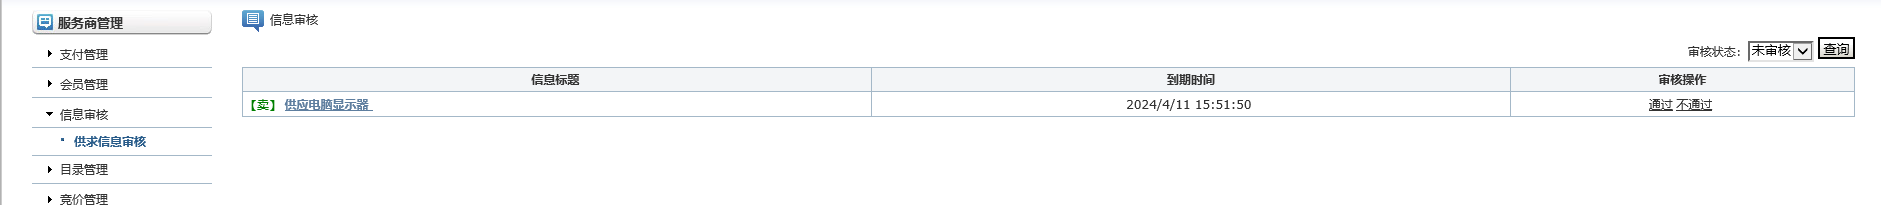 服务商管理
支付管理
会员管理
信息审核
供求信息审核
目录管理
竞价管理
信息审核
审核状态: 未审核 查询
信息标题 到期时间 审核操作
【卖】 供应电脑显示器 2024/4/11 15:51:50 通过 不通过